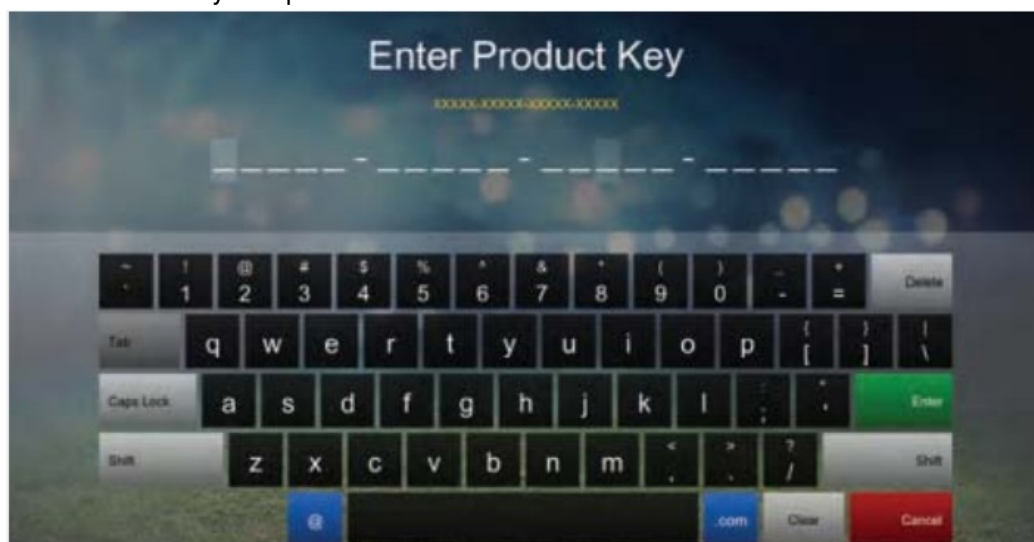 Enter Product Key
xxxxx-xxxxx-xxxxx-xxxxx
_____-_____-_____-_____
~ ! @ # $ % ^ & * ( ) _ +
` 1 2 3 4 5 6 7 8 9 0 - = Delete
Tab q w e r t y u i o p { [ } ] | \
Caps Lock a s d f g h j k l : ; " ' Enter
Shift z x c v b n m < , > . ? / Shift
@ .com Clear Cancel